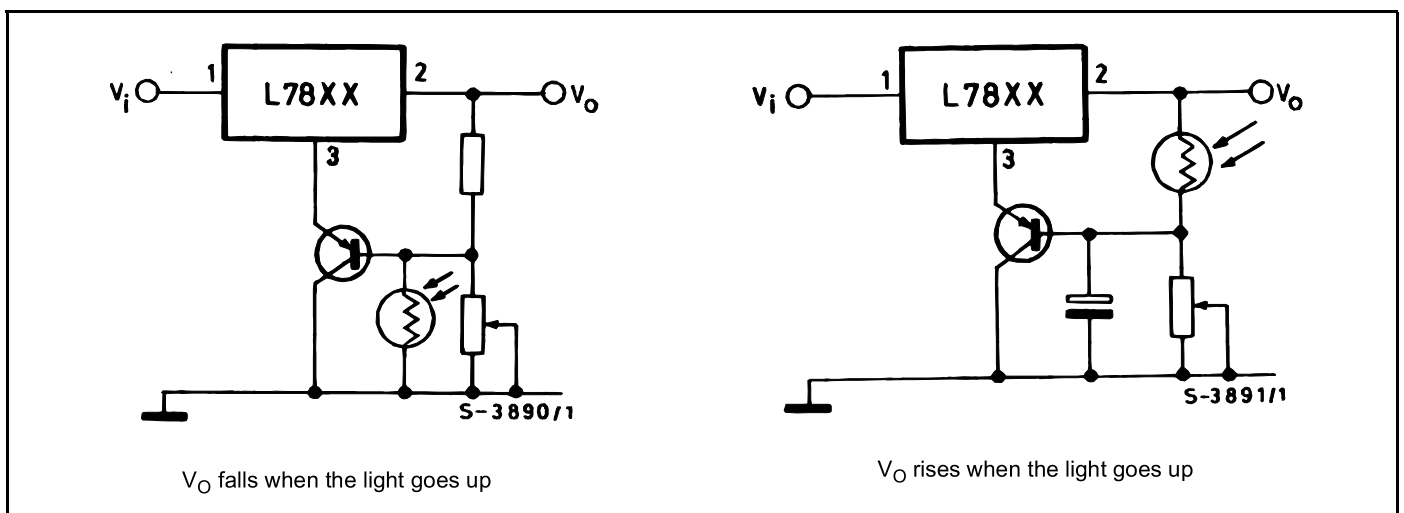 1
L78XX
2
Vi
Vo
3
S-3890/1
VO falls when the light goes up
1
L78XX
2
Vi
Vo
3
S-3891/1
VO rises when the light goes up